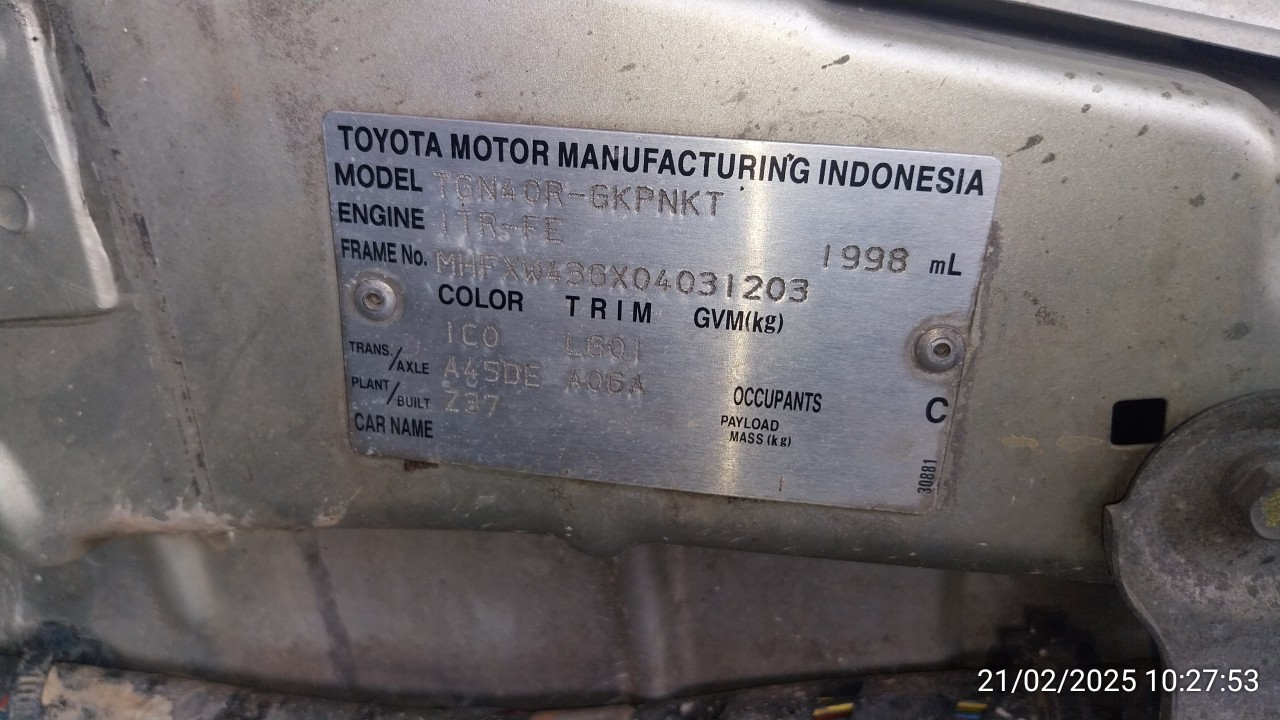 TOYOTA MOTOR MANUFACTURING INDONESIA
MODEL TGN40R-GKPNKT
ENGINE 1TR-FE 1998 mL
FRAME No. MHFXW43GX04031203
COLOR TRIM GVM(kg)
1C0 LG01
TRANS./AXLE A45DE A06A
PLANT/BUILT Z37 OCCUPANTS C
CAR NAME PAYLOAD MASS (kg)
30881
21/02/2025 10:27:53